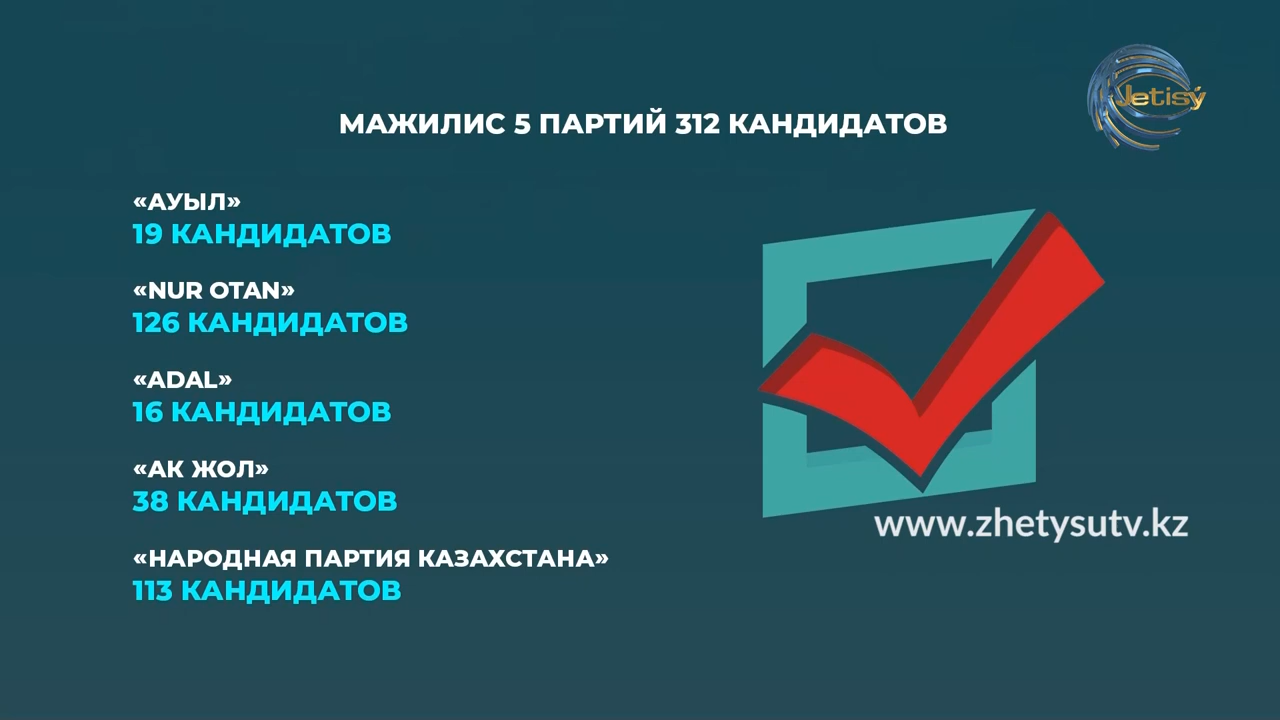 Jetisý
МАЖИЛИС 5 ПАРТИЙ 312 КАНДИДАТОВ
«АУЫЛ»
19 КАНДИДАТОВ
«NUR OTAN»
126 КАНДИДАТОВ
«ADAL»
16 КАНДИДАТОВ
«АК ЖОЛ»
38 КАНДИДАТОВ
«НАРОДНАЯ ПАРТИЯ КАЗАХСТАНА»
113 КАНДИДАТОВ
www.zhetysutv.kz